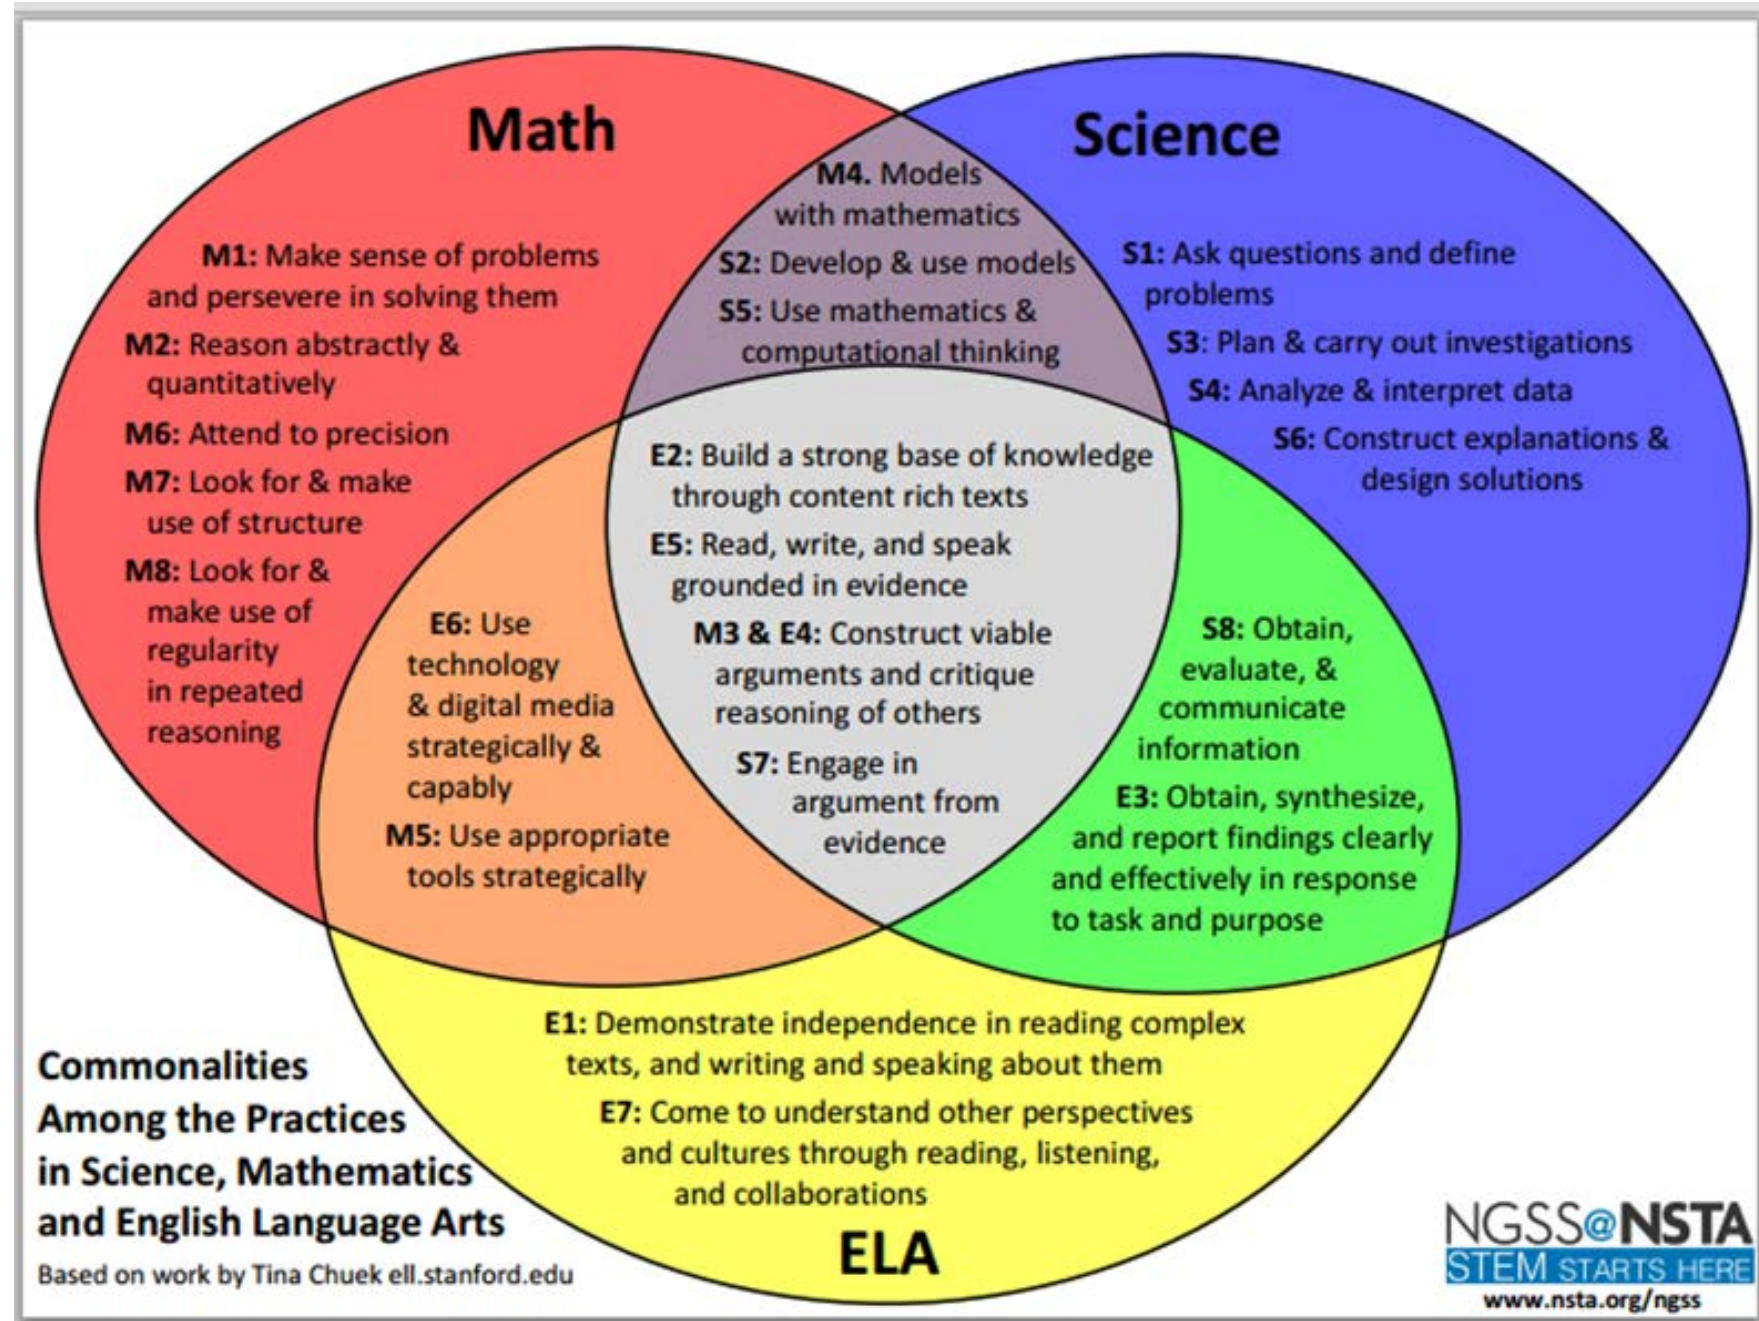 Math
Science
M4. Models
with mathematics
S2: Develop & use models
S5: Use mathematics &
computational thinking
M1: Make sense of problems
and persevere in solving them
M2: Reason abstractly &
quantitatively
M6: Attend to precision
M7: Look for & make
use of structure
M8: Look for &
make use of
regularity
in repeated
reasoning
S1: Ask questions and define
problems
S3: Plan & carry out investigations
S4: Analyze & interpret data
S6: Construct explanations &
design solutions
E2: Build a strong base of knowledge
through content rich texts
E5: Read, write, and speak
grounded in evidence
M3 & E4: Construct viable
arguments and critique
reasoning of others
S7: Engage in
argument from
evidence
E6: Use
technology
& digital media
strategically &
capably
M5: Use appropriate
tools strategically
S8: Obtain,
evaluate, &
communicate
information
E3: Obtain, synthesize,
and report findings clearly
and effectively in response
to task and purpose
E1: Demonstrate independence in reading complex
texts, and writing and speaking about them
E7: Come to understand other perspectives
and cultures through reading, listening,
and collaborations
ELA
Commonalities
Among the Practices
in Science, Mathematics
and English Language Arts
Based on work by Tina Chuek ell.stanford.edu
NGSS@NSTA
STEM STARTS HERE
www.nsta.org/ngss